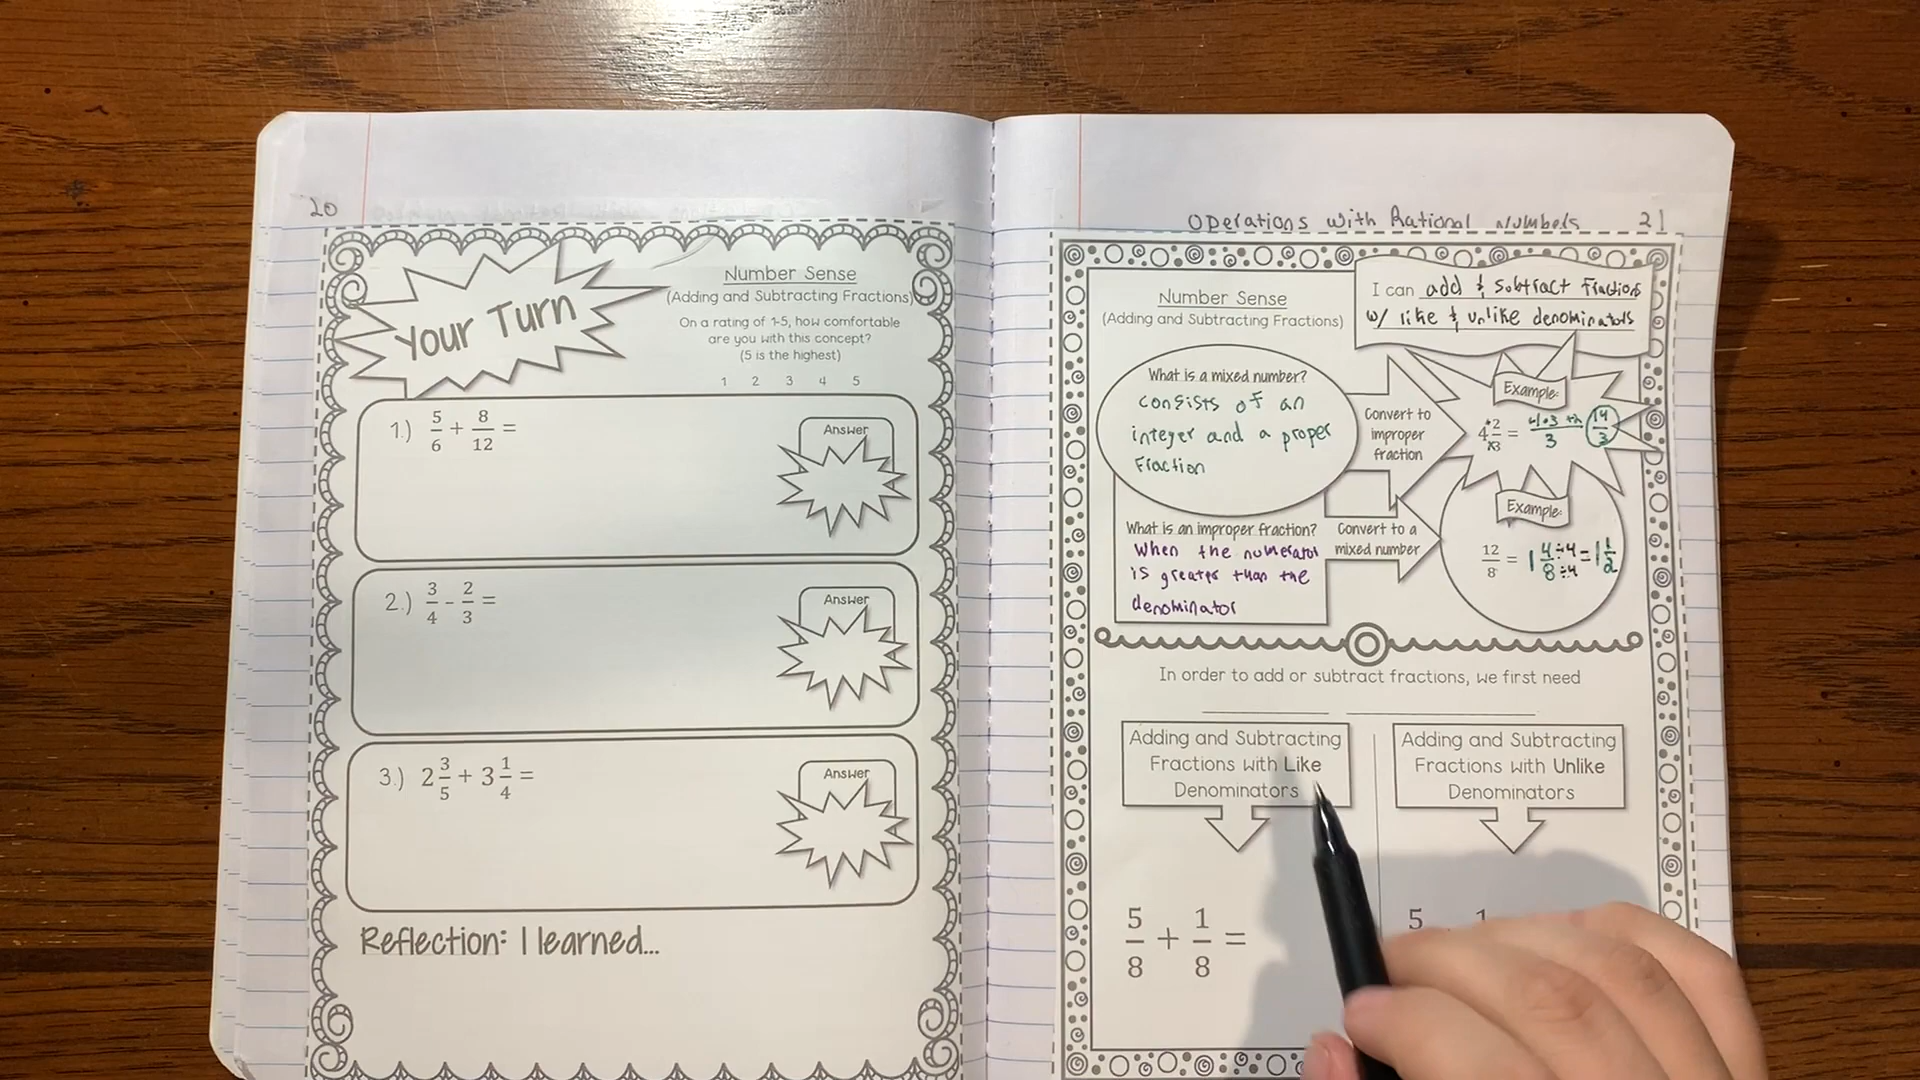 20
Your Turn
Number Sense
(Adding and Subtracting Fractions)
On a rating of 1-5, how comfortable
are you with this concept?
(5 is the highest)
1 2 3 4 5
1.) 5/6 + 8/12 =
Answer
2.) 3/4 - 2/3 =
Answer
3.) 2 3/5 + 3 1/4 =
Answer
Reflection: I learned...
Operations with Rational Numbers 21
Number Sense
(Adding and Subtracting Fractions)
I can add & subtract fractions
w/ like & unlike denominators
What is a mixed number?
consists of an
integer and a proper
fraction
Convert to
improper
fraction
Example:
4 +2/x3 = 4•3+2/3 14/3
What is an improper fraction?
When the numerator
is greater than the
denominator
Convert to a
mixed number
Example:
12/8 = 1 4÷4/8÷4 = 1 1/2
In order to add or subtract fractions, we first need
Adding and Subtracting
Fractions with Like
Denominators
5/8 + 1/8 =
Adding and Subtracting
Fractions with Unlike
Denominators
5 1